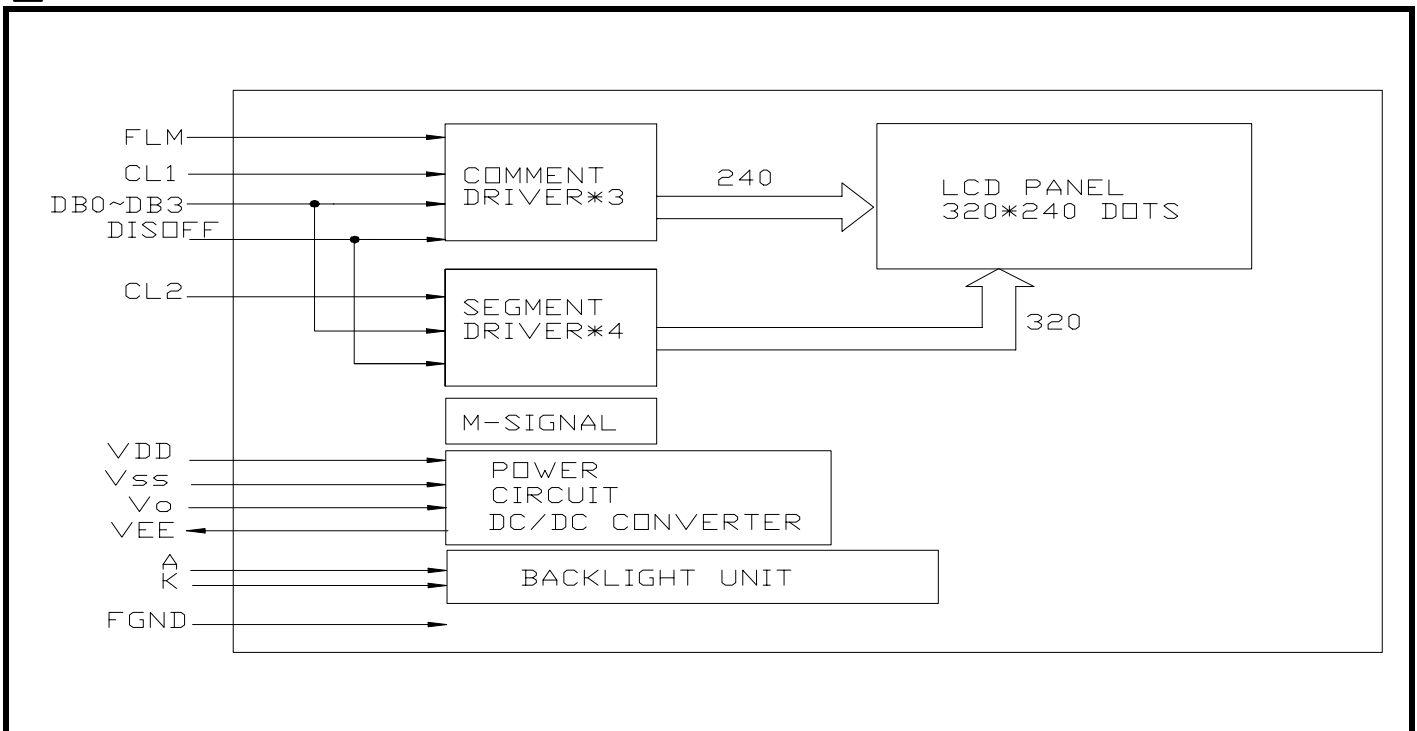 FLM
CL1
DB0~DB3
DISOFF
CL2
COMMENT
DRIVER*3
240
LCD PANEL
320*240 DOTS
SEGMENT
DRIVER*4
320
M-SIGNAL
VDD
Vss
Vo
VEE
POWER
CIRCUIT
DC/DC CONVERTER
A
K
BACKLIGHT UNIT
FGND